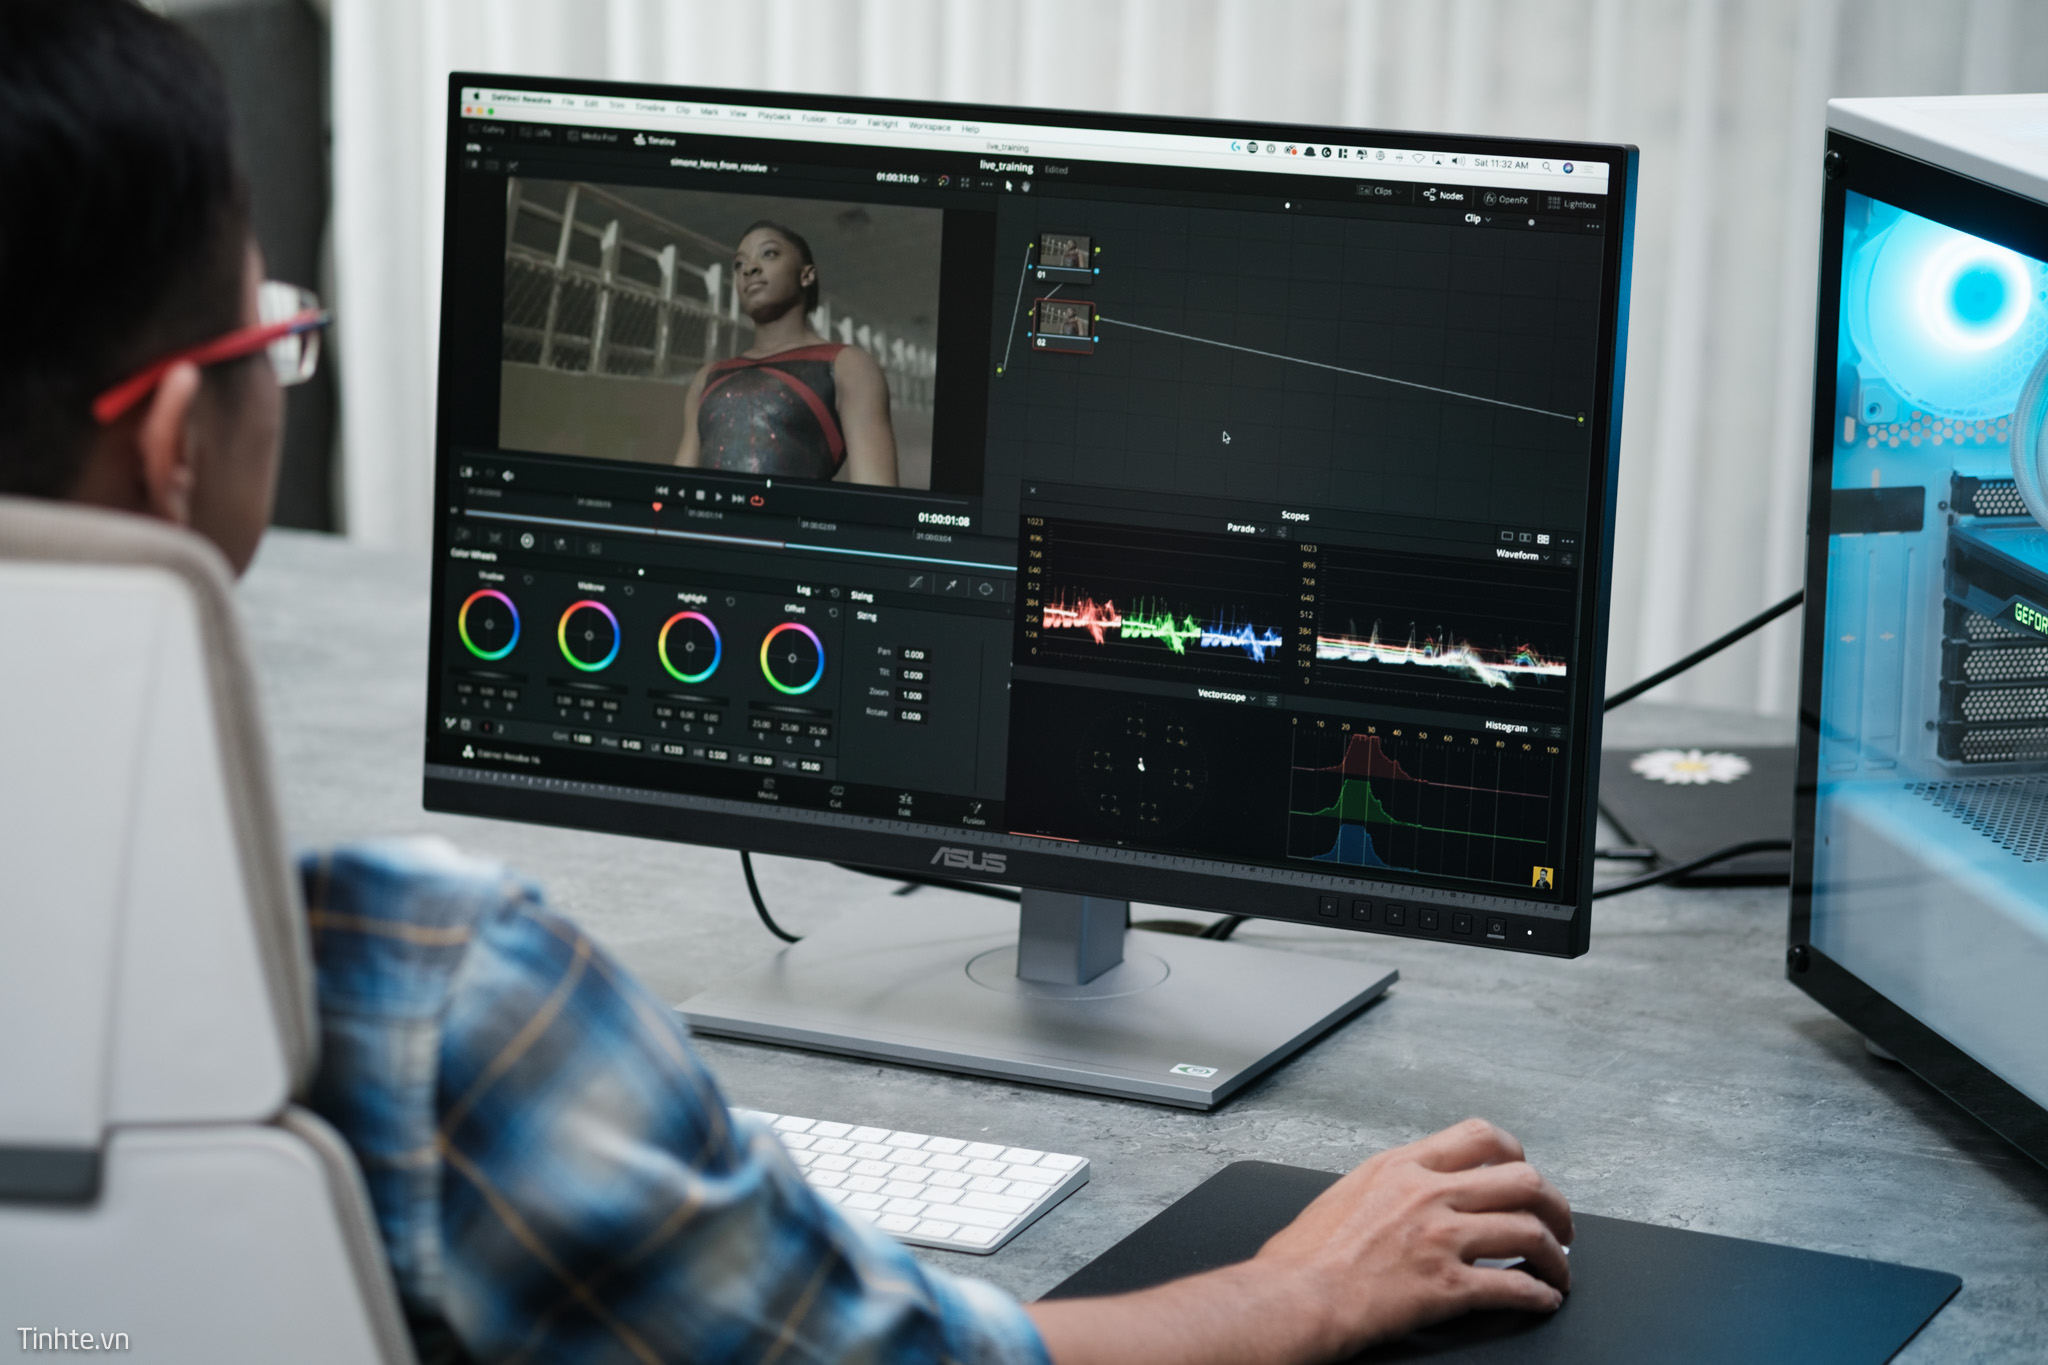 DaVinci Resolve File Edit Trim Timeline Clip Mark View Playback Fusion Color Fairlight Workspace Help
Sat 11:32 AM
live_training
Gallery LUTs Media Pool Timeline
simone_hero_from_resolve
01:00:31:10
live_training Edited
Clips Nodes OpenFX Lightbox
Clip
01
02
01:00:01:08
Color Wheels
Shadow Midtone Highlight Offset
Log
Sizing
Sizing
Pan 0.000
Tilt 0.000
Zoom 1.000
Rotate 0.000
25.00 25.00 25.00
R G B
Scopes
Parade
1023
896
768
640
512
384
256
128
0
Waveform
1023
896
768
640
512
384
256
128
0
Vectorscope
Histogram
0 10 20 30 40 50 60 70 80 90 100
DaVinci Resolve 16
Media Cut Edit Fusion
ASUS
GEFOR
Tinhte.vn